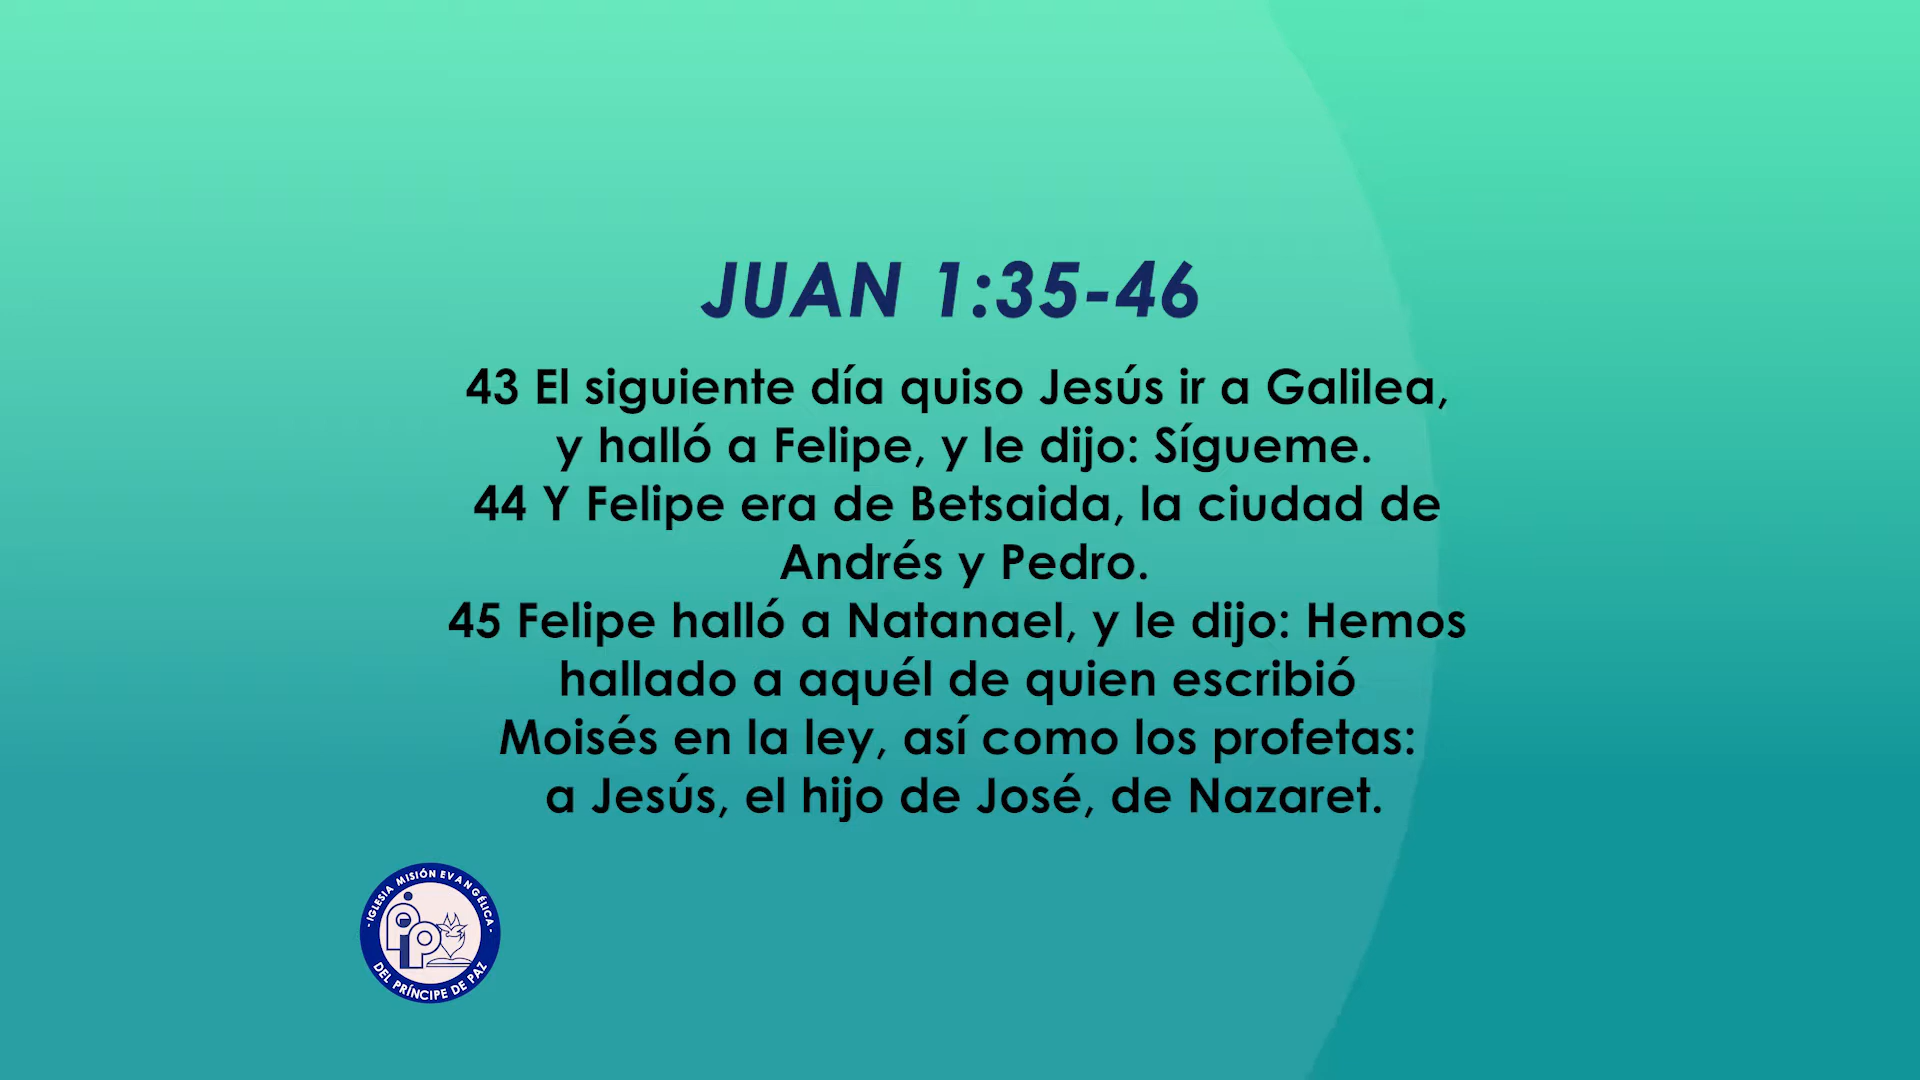 JUAN 1:35-46
43 El siguiente día quiso Jesús ir a Galilea,
y halló a Felipe, y le dijo: Sígueme.
44 Y Felipe era de Betsaida, la ciudad de
Andrés y Pedro.
45 Felipe halló a Natanael, y le dijo: Hemos
hallado a aquél de quien escribió
Moisés en la ley, así como los profetas:
a Jesús, el hijo de José, de Nazaret.
- IGLESIA MISIÓN EVANGÉLICA -
DEL PRÍNCIPE DE PAZ